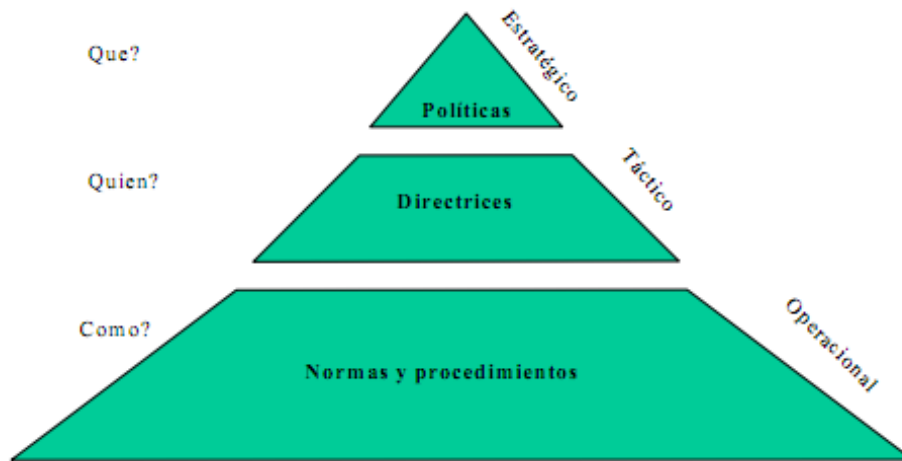 Que?
Estratégico
Políticas
Quien?
Táctico
Directrices
Como?
Operacional
Normas y procedimientos